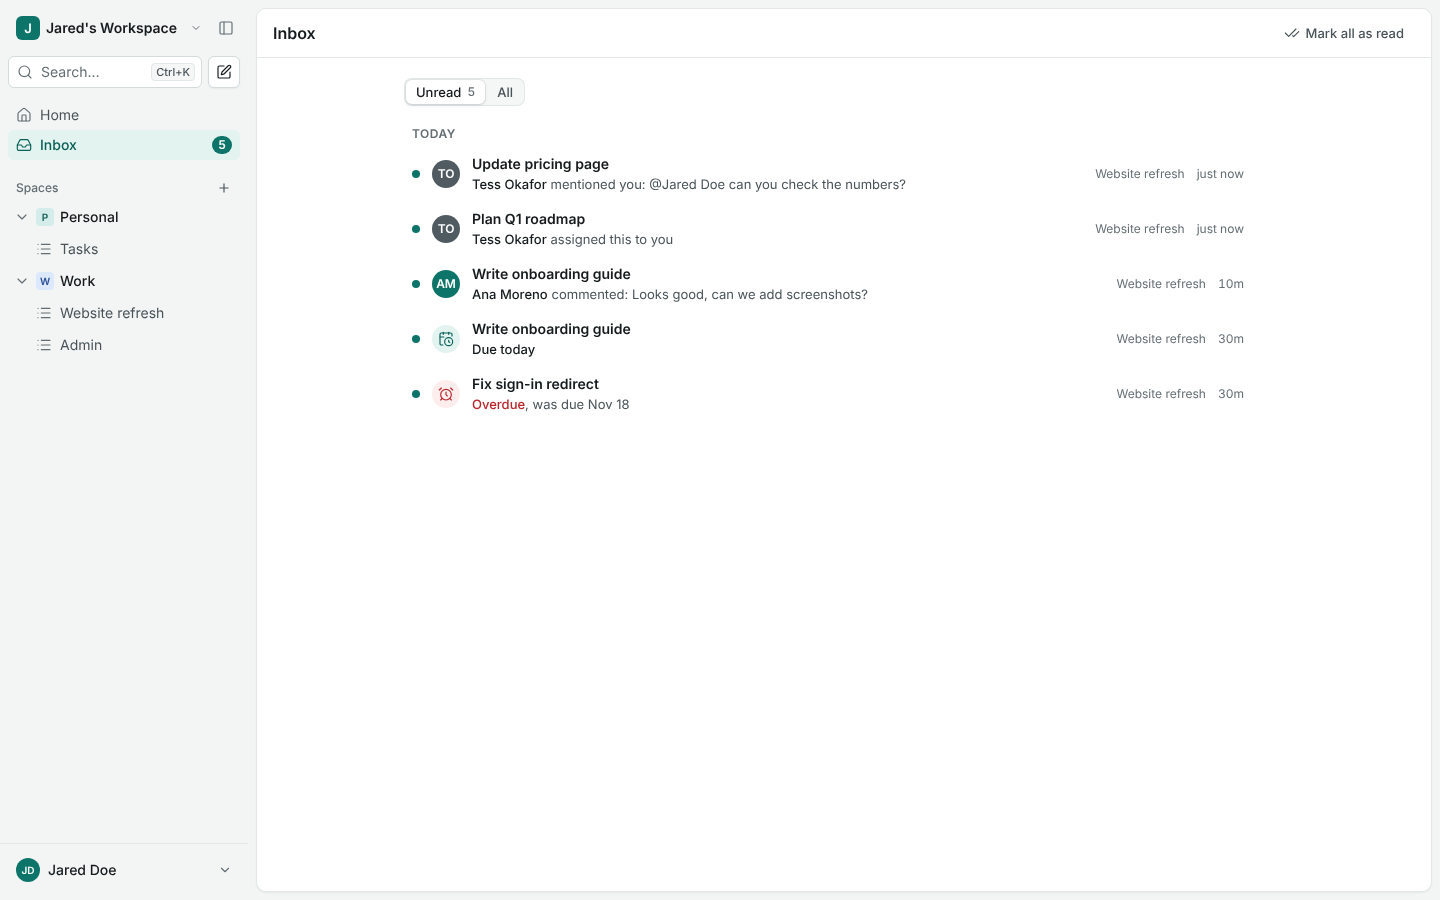 J Jared's Workspace
Search... Ctrl+K
Home
Inbox 5
Spaces
P Personal
Tasks
W Work
Website refresh
Admin
JD Jared Doe
Inbox
Mark all as read
Unread 5 All
TODAY
TO Update pricing page
Tess Okafor mentioned you: @Jared Doe can you check the numbers?
Website refresh just now
TO Plan Q1 roadmap
Tess Okafor assigned this to you
Website refresh just now
AM Write onboarding guide
Ana Moreno commented: Looks good, can we add screenshots?
Website refresh 10m
Write onboarding guide
Due today
Website refresh 30m
Fix sign-in redirect
Overdue, was due Nov 18
Website refresh 30m